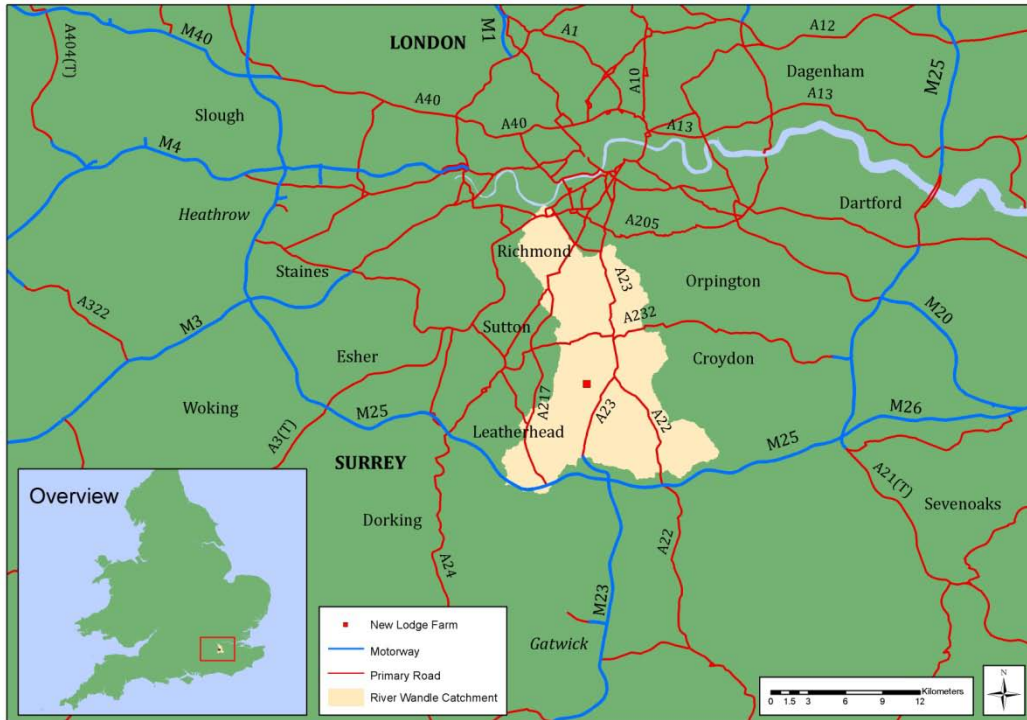 M40
A404(T)
LONDON
M1
A1
A12
A10
Dagenham
M25
Slough
A40
A40
A13
A13
M4
Heathrow
Dartford
A205
Richmond
Staines
A23
Orpington
A322
M3
A232
M20
Sutton
Esher
Croydon
Woking
M25
A217
A23
A22
M26
A3(T)
Leatherhead
M25
SURREY
A21(T)
Overview
Dorking
Sevenoaks
A22
A24
M23
Gatwick
New Lodge Farm
Motorway
Primary Road
River Wandle Catchment
Kilometers
0 1.5 3 6 9 12
N